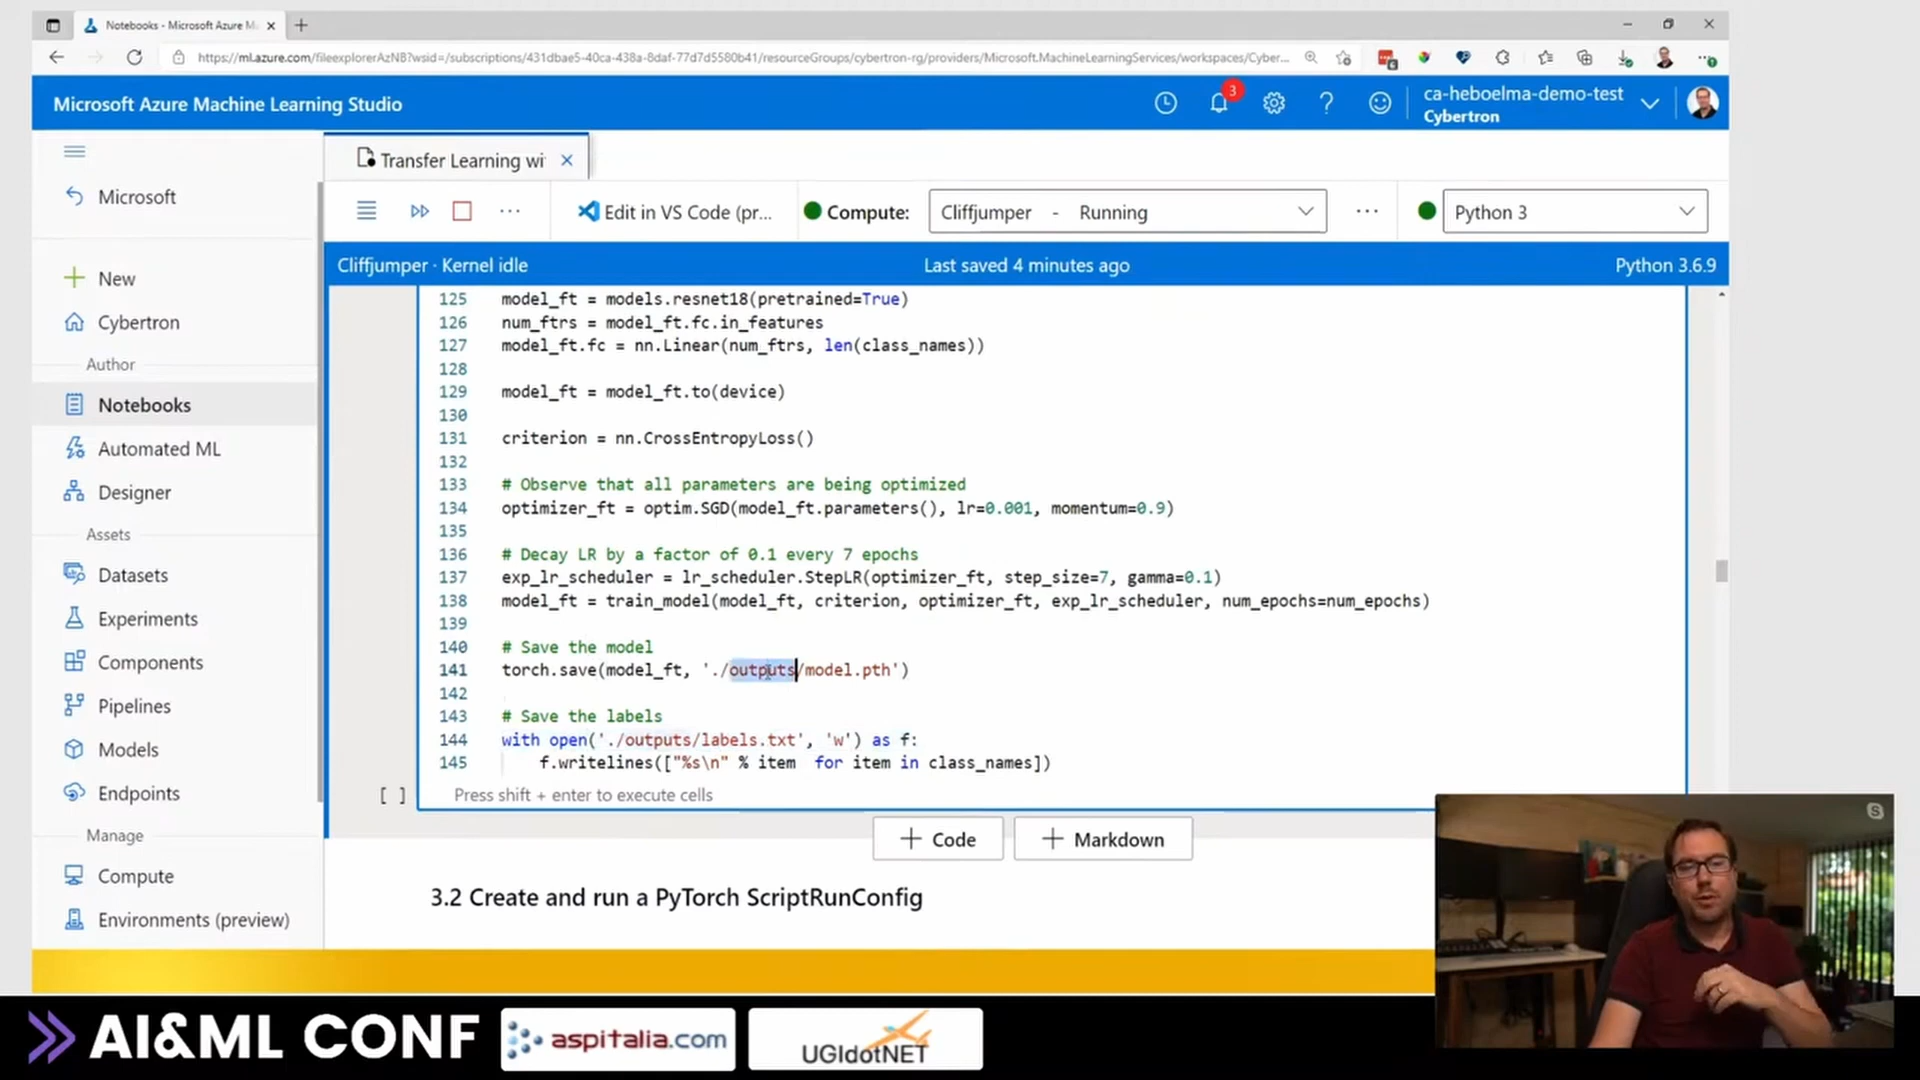 Notebooks - Microsoft Azure Ma
https://ml.azure.com/fileexplorerAzNB?wsid=/subscriptions/431dbae5-40ca-438a-8daf-77d7d5580b41/resourceGroups/cybertron-rg/providers/Microsoft.MachineLearningServices/workspaces/Cyber...
Microsoft Azure Machine Learning Studio
3
ca-heboelma-demo-test
Cybertron
Microsoft
New
Cybertron
Author
Notebooks
Automated ML
Designer
Assets
Datasets
Experiments
Components
Pipelines
Models
Endpoints
Manage
Compute
Environments (preview)
Transfer Learning wi
Edit in VS Code (pr...
Compute:
Cliffjumper - Running
Python 3
Cliffjumper · Kernel idle
Last saved 4 minutes ago
Python 3.6.9
125 model_ft = models.resnet18(pretrained=True)
126 num_ftrs = model_ft.fc.in_features
127 model_ft.fc = nn.Linear(num_ftrs, len(class_names))
128
129 model_ft = model_ft.to(device)
130
131 criterion = nn.CrossEntropyLoss()
132
133 # Observe that all parameters are being optimized
134 optimizer_ft = optim.SGD(model_ft.parameters(), lr=0.001, momentum=0.9)
135
136 # Decay LR by a factor of 0.1 every 7 epochs
137 exp_lr_scheduler = lr_scheduler.StepLR(optimizer_ft, step_size=7, gamma=0.1)
138 model_ft = train_model(model_ft, criterion, optimizer_ft, exp_lr_scheduler, num_epochs=num_epochs)
139
140 # Save the model
141 torch.save(model_ft, './outputs/model.pth')
142
143 # Save the labels
144 with open('./outputs/labels.txt', 'w') as f:
145 f.writelines(["%s\n" % item  for item in class_names])
[ ]
Press shift + enter to execute cells
+ Code
+ Markdown
3.2 Create and run a PyTorch ScriptRunConfig
AI&ML CONF
aspitalia.com
UGIdotNET